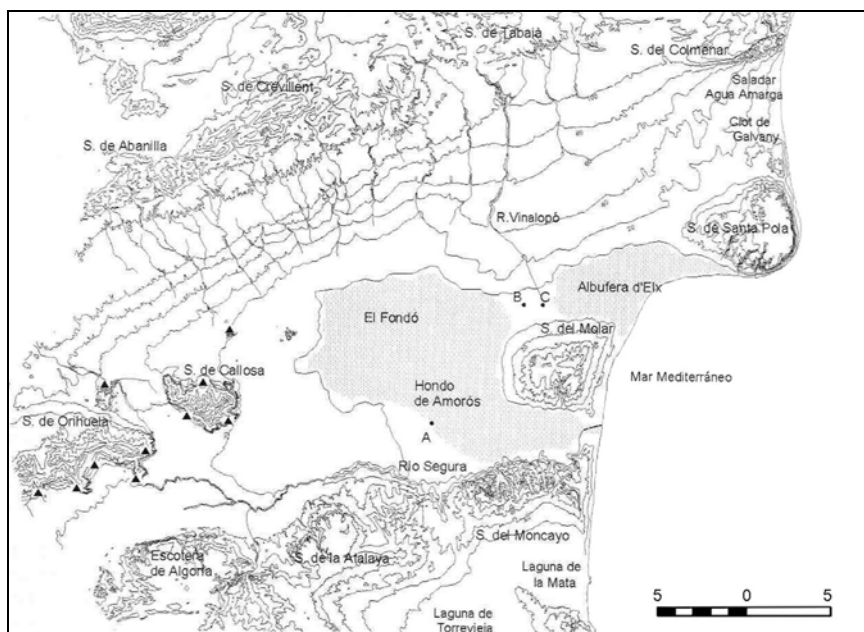 S. de Tabaià
S. del Colmenar
Saladar
Agua Amarga
S. de Crevillent
Clot de
Galvany
S. de Abanilla
R.Vinalopó
S. de Santa Pola
Albufera d'Elx
B
C
El Fondó
S. del Molar
S. de Callosa
Mar Mediterráneo
Hondo
de Amorós
S. de Orihuela
A
Río Segura
S. del Moncayo
Escotera
de Algorfa
S. de la Atalaya
Laguna de
la Mata
5 0 5
Laguna de
Torrevieja